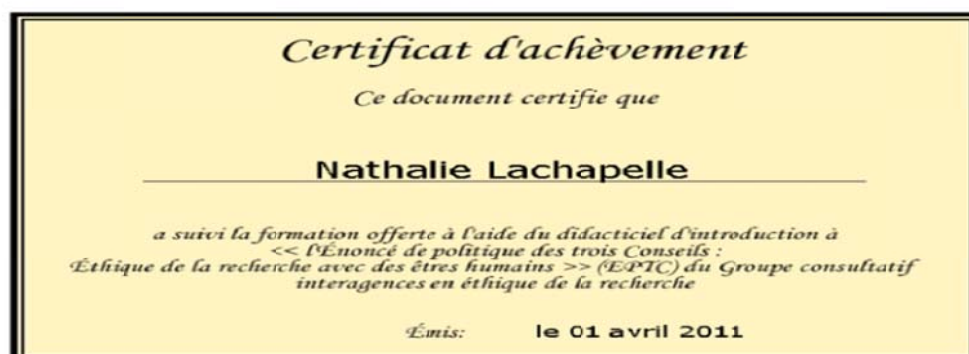 Certificat d'achèvement
Ce document certifie que
Nathalie Lachapelle
a suivi la formation offerte à l'aide du didacticiel d'introduction à
<< l'Énoncé de politique des trois Conseils :
Éthique de la recherche avec des êtres humains >> (EPTC) du Groupe consultatif
interagences en éthique de la recherche
Émis: le 01 avril 2011